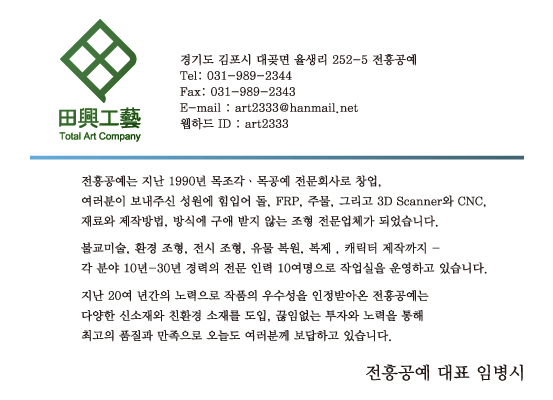 田興工藝
Total Art Company
경기도 김포시 대곶면 율생리 252-5 전흥공예
Tel: 031-989-2344
Fax: 031-989-2343
E-mail : art2333@hanmail.net
웹하드 ID : art2333
전흥공예는 지난 1990년 목조각、목공예 전문회사로 창업,
여러분이 보내주신 성원에 힘입어 돌, FRP, 주물, 그리고 3D Scanner와 CNC,
재료와 제작방법, 방식에 구애 받지 않는 조형 전문업체가 되었습니다.
불교미술, 환경 조형, 전시 조형, 유물 복원, 복제 , 캐릭터 제작까지 -
각 분야 10년-30년 경력의 전문 인력 10여명으로 작업실을 운영하고 있습니다.
지난 20여 년간의 노력으로 작품의 우수성을 인정받아온 전흥공예는
다양한 신소재와 친환경 소재를 도입, 끊임없는 투자와 노력을 통해
최고의 품질과 만족으로 오늘도 여러분께 보답하고 있습니다.
전흥공예 대표 임병시